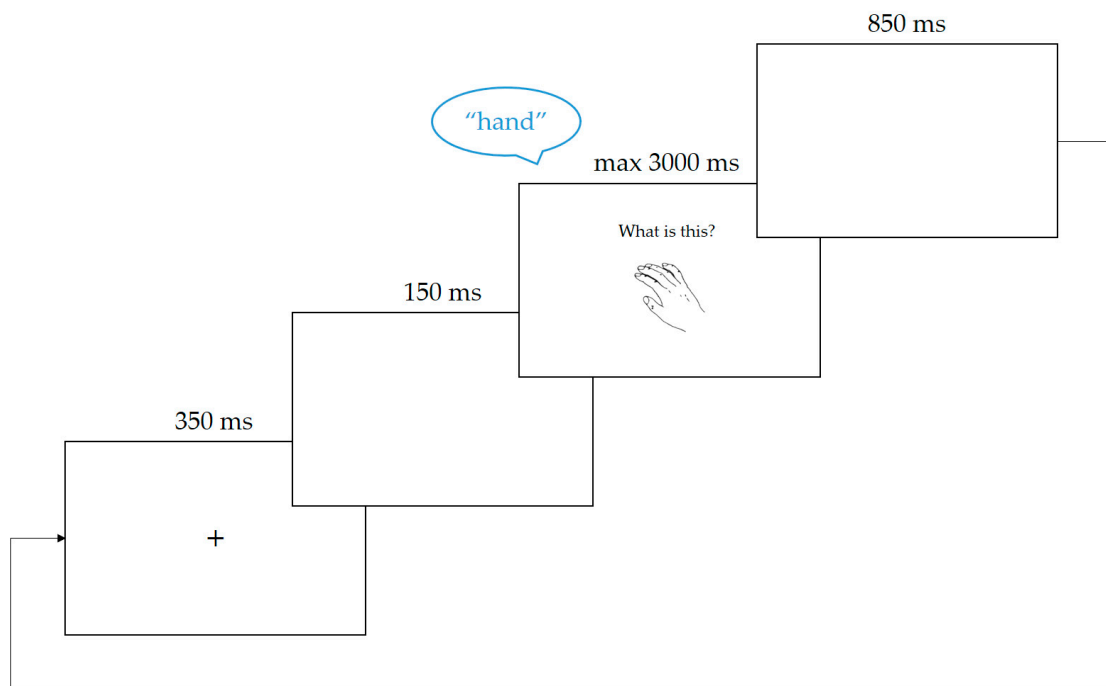 850 ms
“hand”
max 3000 ms
What is this?
150 ms
350 ms
+